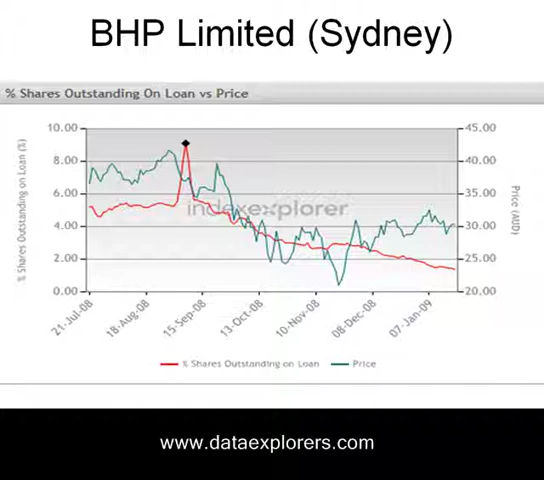 BHP Limited (Sydney)
% Shares Outstanding On Loan vs Price
10.00
8.00
6.00
4.00
2.00
0.00
% Shares Outstanding on Loan (%)
45.00
40.00
35.00
30.00
25.00
20.00
Price (AUD)
indexexplorer
21-Jul-08
18-Aug-08
15-Sep-08
13-Oct-08
10-Nov-08
08-Dec-08
07-Jan-09
% Shares Outstanding on Loan Price
www.dataexplorers.com